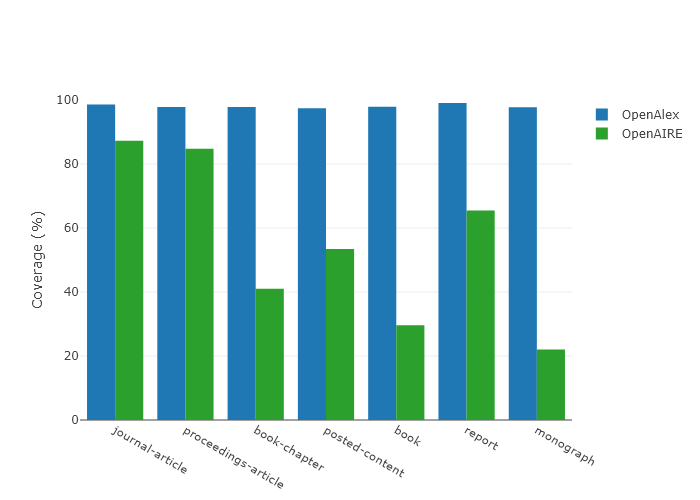 100
80
60
40
20
0
Coverage (%)
journal-article
proceedings-article
book-chapter
posted-content
book
report
monograph
OpenAlex
OpenAIRE